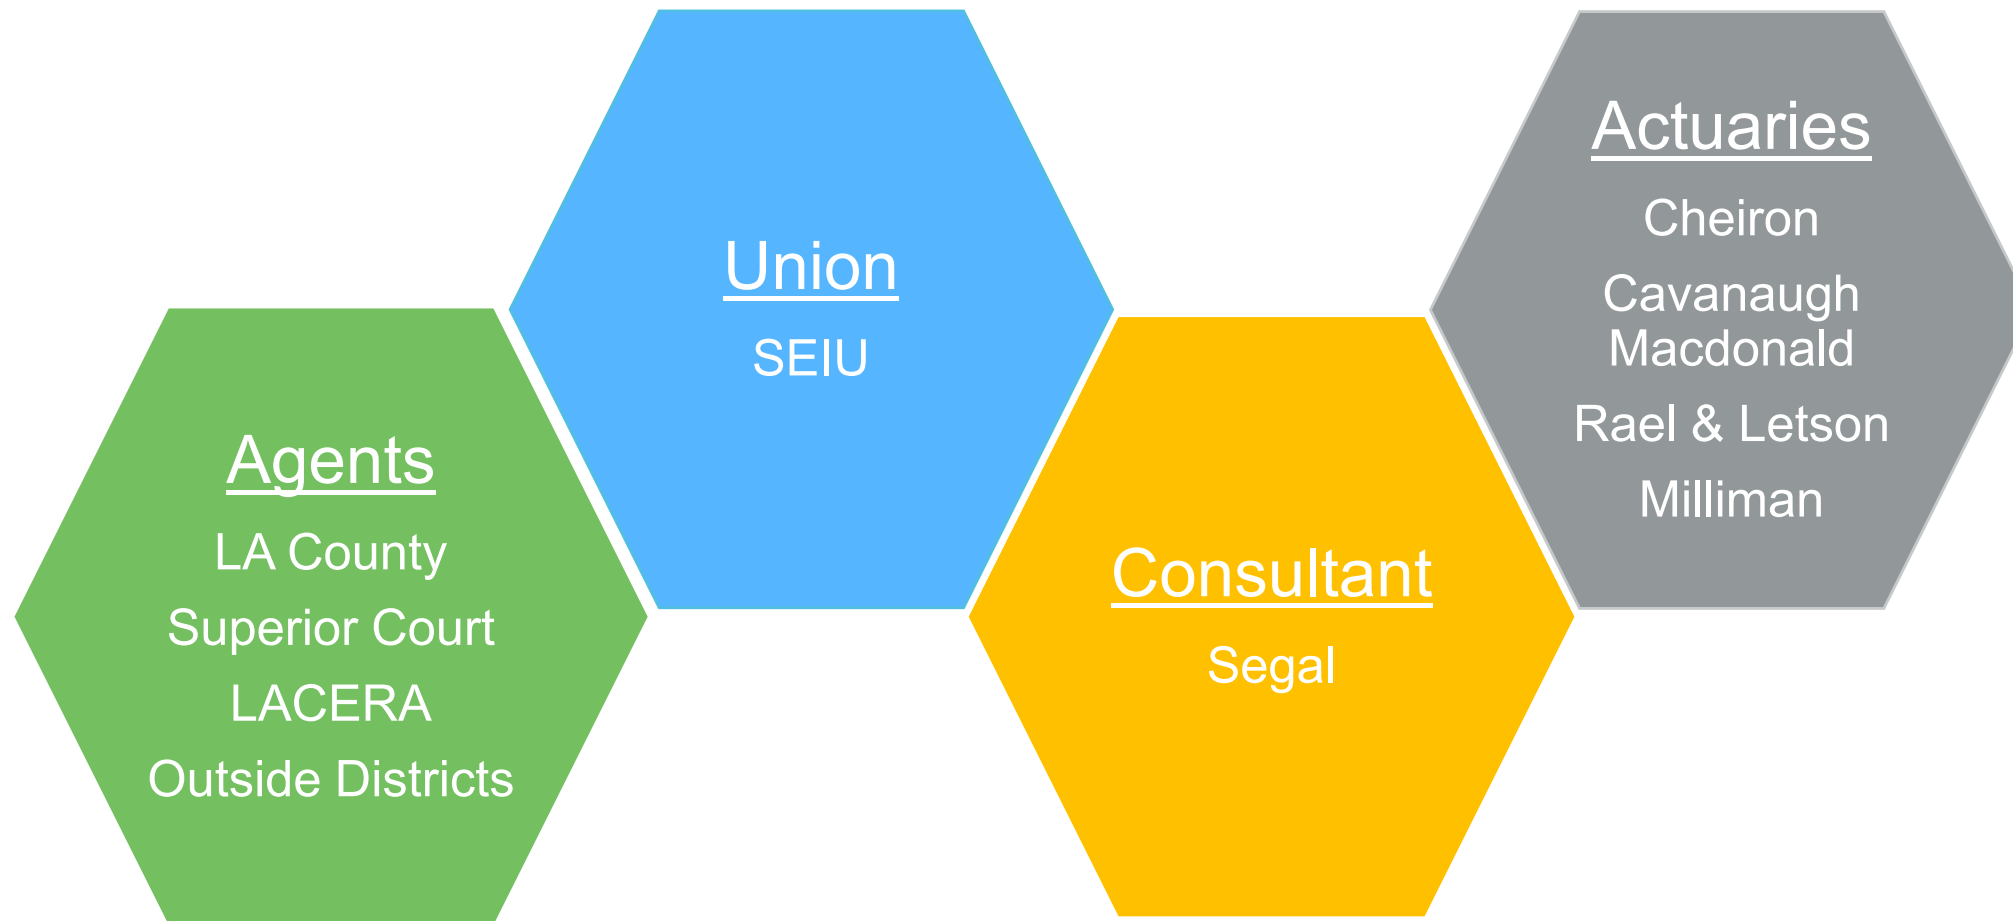 Agents
LA County
Superior Court
LACERA
Outside Districts
Union
SEIU
Consultant
Segal
Actuaries
Cheiron
Cavanaugh
Macdonald
Rael & Letson
Milliman